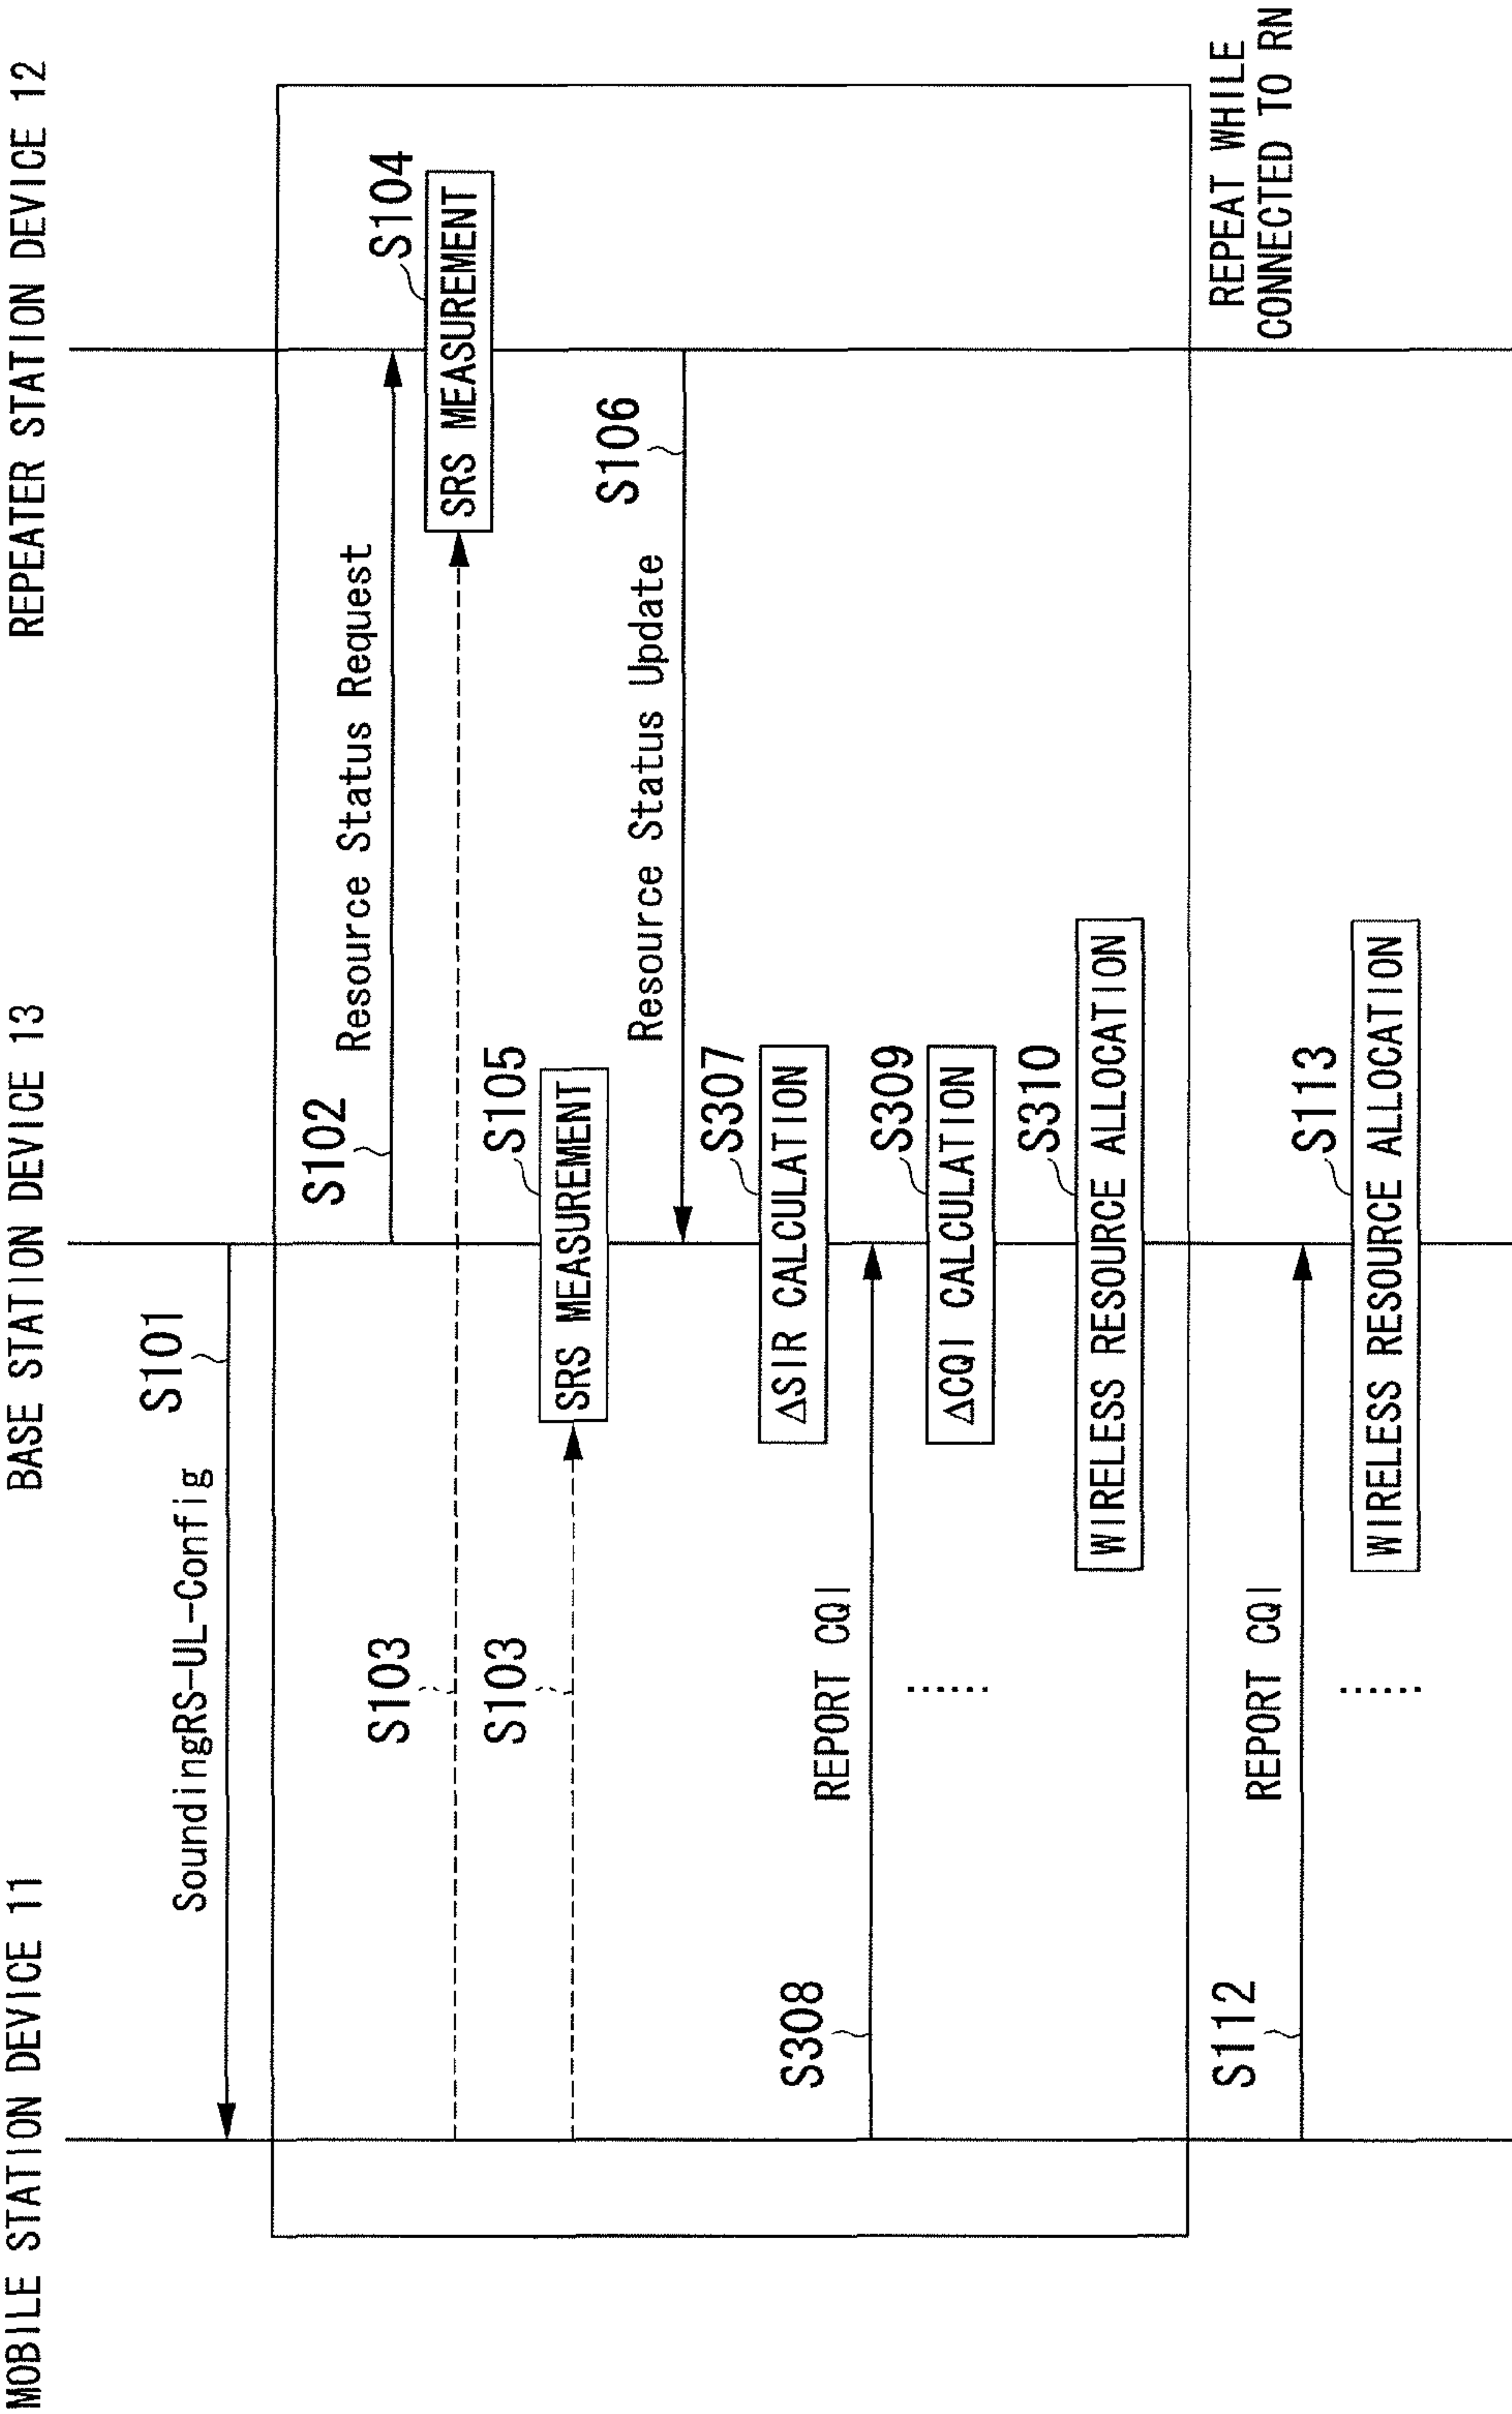 MOBILE STATION DEVICE 11
BASE STATION DEVICE 13
REPEATER STATION DEVICE 12
S101
SoundingRS-UL-Config
S102
Resource Status Request
S103
S104
SRS MEASUREMENT
S103
S105
SRS MEASUREMENT
S106
Resource Status Update
S307
ΔSIR CALCULATION
S308
REPORT CQI
S309
ΔCQI CALCULATION
......
S310
WIRELESS RESOURCE ALLOCATION
REPEAT WHILE
CONNECTED TO RN
S112
REPORT CQI
S113
WIRELESS RESOURCE ALLOCATION
......